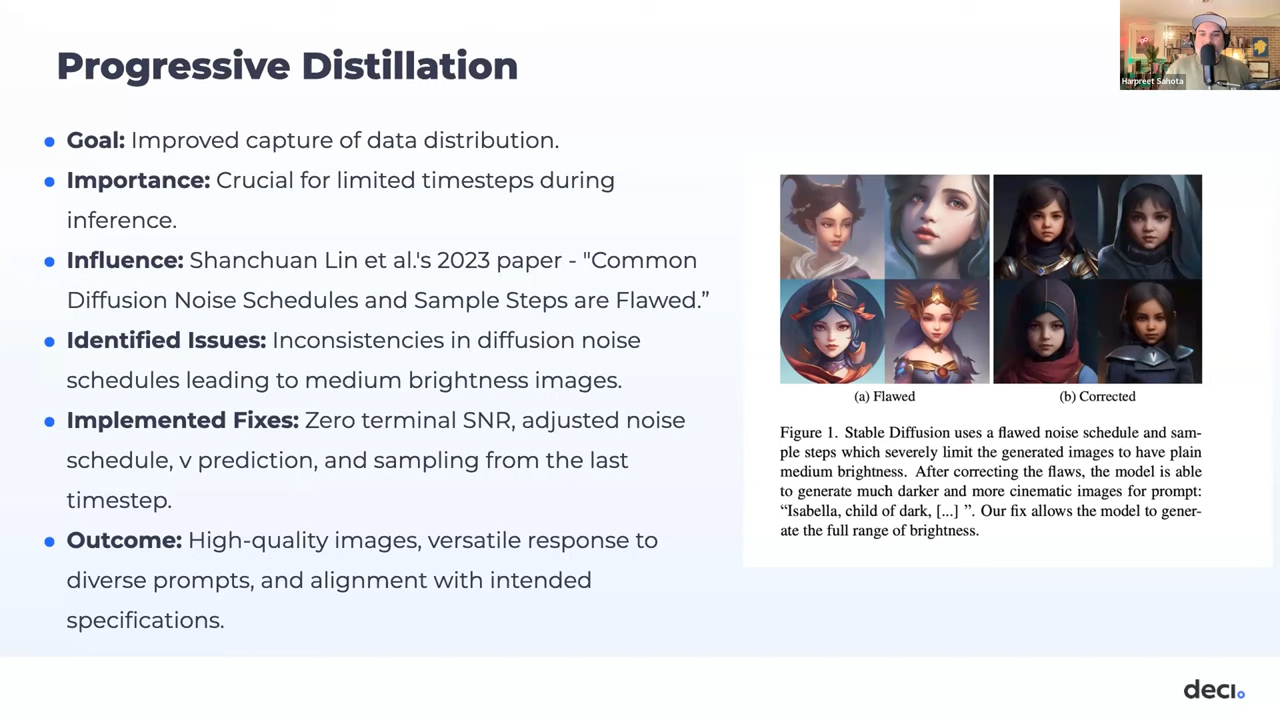 Progressive Distillation
Harpreet Sahota
● Goal: Improved capture of data distribution.
● Importance: Crucial for limited timesteps during
inference.
● Influence: Shanchuan Lin et al.'s 2023 paper - "Common
Diffusion Noise Schedules and Sample Steps are Flawed.”
● Identified Issues: Inconsistencies in diffusion noise
schedules leading to medium brightness images.
● Implemented Fixes: Zero terminal SNR, adjusted noise
schedule, v prediction, and sampling from the last
timestep.
● Outcome: High-quality images, versatile response to
diverse prompts, and alignment with intended
specifications.
(a) Flawed
(b) Corrected
Figure 1. Stable Diffusion uses a flawed noise schedule and sam-
ple steps which severely limit the generated images to have plain
medium brightness. After correcting the flaws, the model is able
to generate much darker and more cinematic images for prompt:
“Isabella, child of dark, [...] ”. Our fix allows the model to gener-
ate the full range of brightness.
deci.